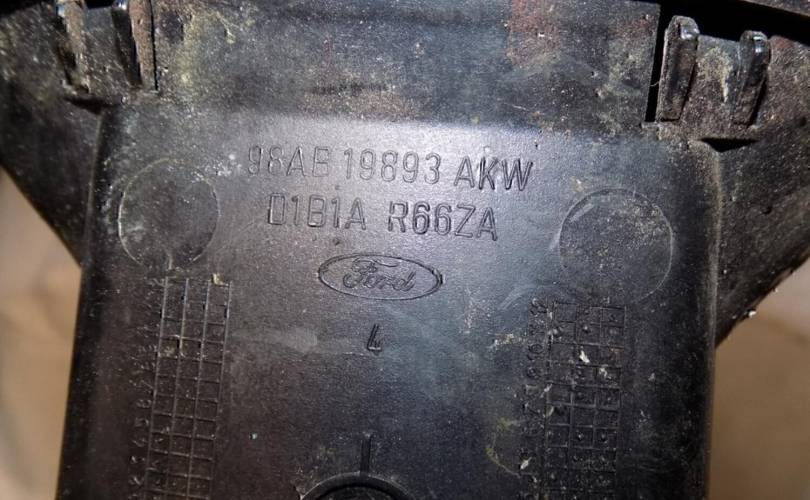 98AB 19893 AKW
D1B1A R66ZA
Ford
L